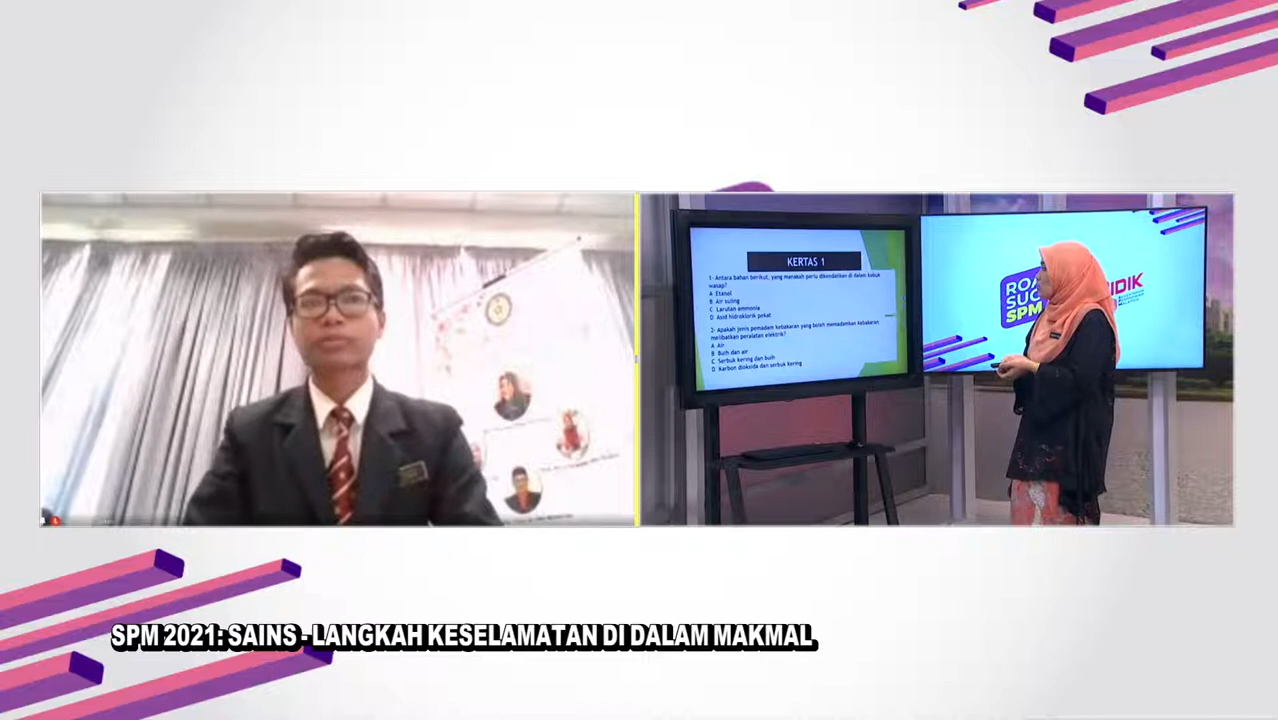 KERTAS 1
1- Antara bahan berikut, yang manakah perlu dikendalikan di dalam kebuk
wasap?
A Etanol
B Air suling
C Larutan ammonia
D Asid hidroklorik pekat
2- Apakah jenis pemadam kebakaran yang boleh memadamkan kebakaran
melibatkan peralatan elektrik?
A Air
B Buih dan air
C Serbuk kering dan buih
D Karbon dioksida dan serbuk kering
SPM
DIDIK
SPM 2021: SAINS - LANGKAH KESELAMATAN DI DALAM MAKMAL